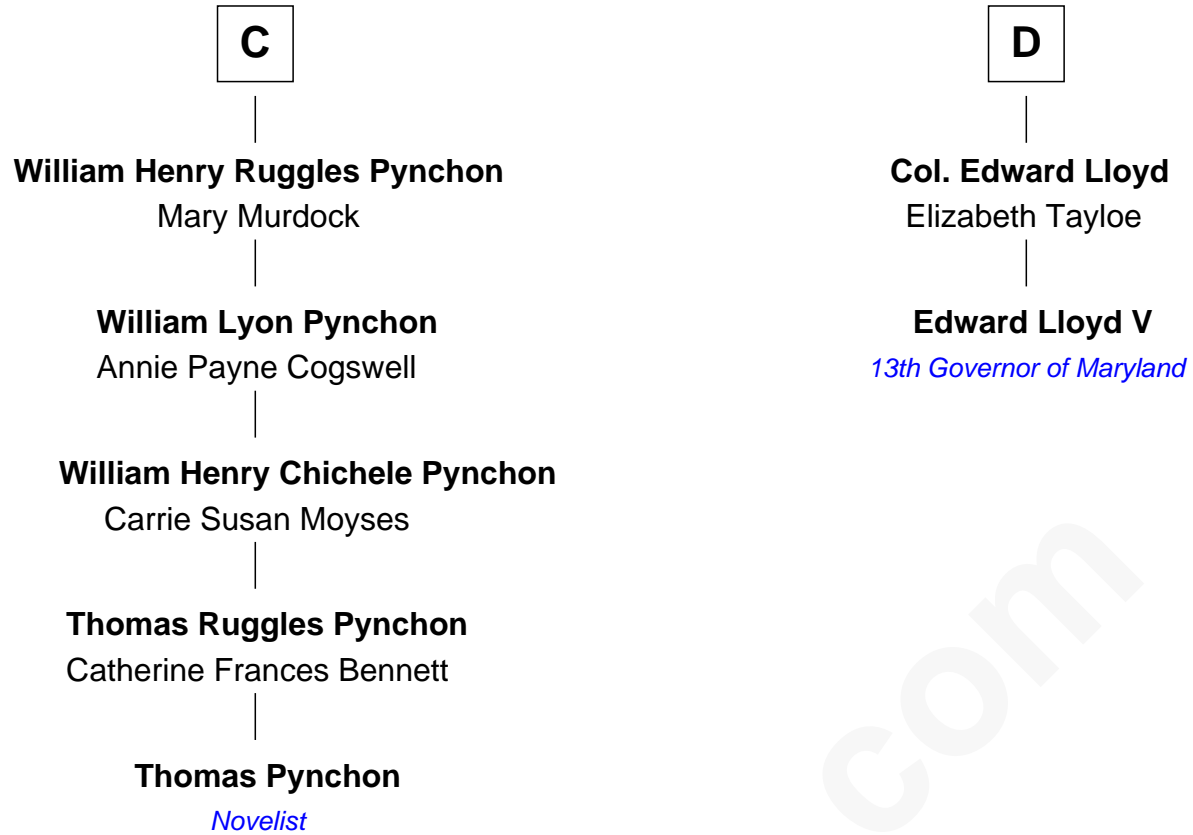 C
William Henry Ruggles Pynchon
Mary Murdock
William Lyon Pynchon
Annie Payne Cogswell
William Henry Chichele Pynchon
Carrie Susan Moyses
Thomas Ruggles Pynchon
Catherine Frances Bennett
Thomas Pynchon
Novelist
D
Col. Edward Lloyd
Elizabeth Tayloe
Edward Lloyd V
13th Governor of Maryland
com